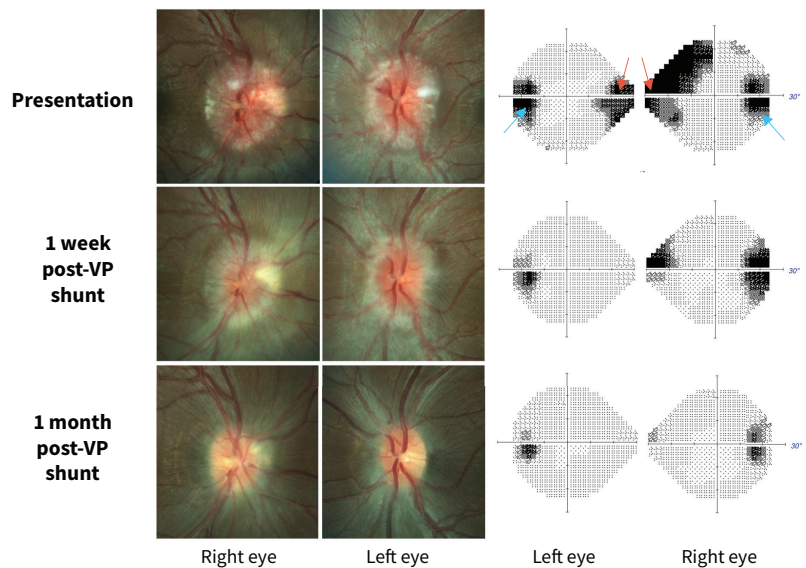 Presentation
30°
1 week
post-VP
shunt
30°
1 month
post-VP
shunt
30°
Right eye
Left eye
Left eye
Right eye